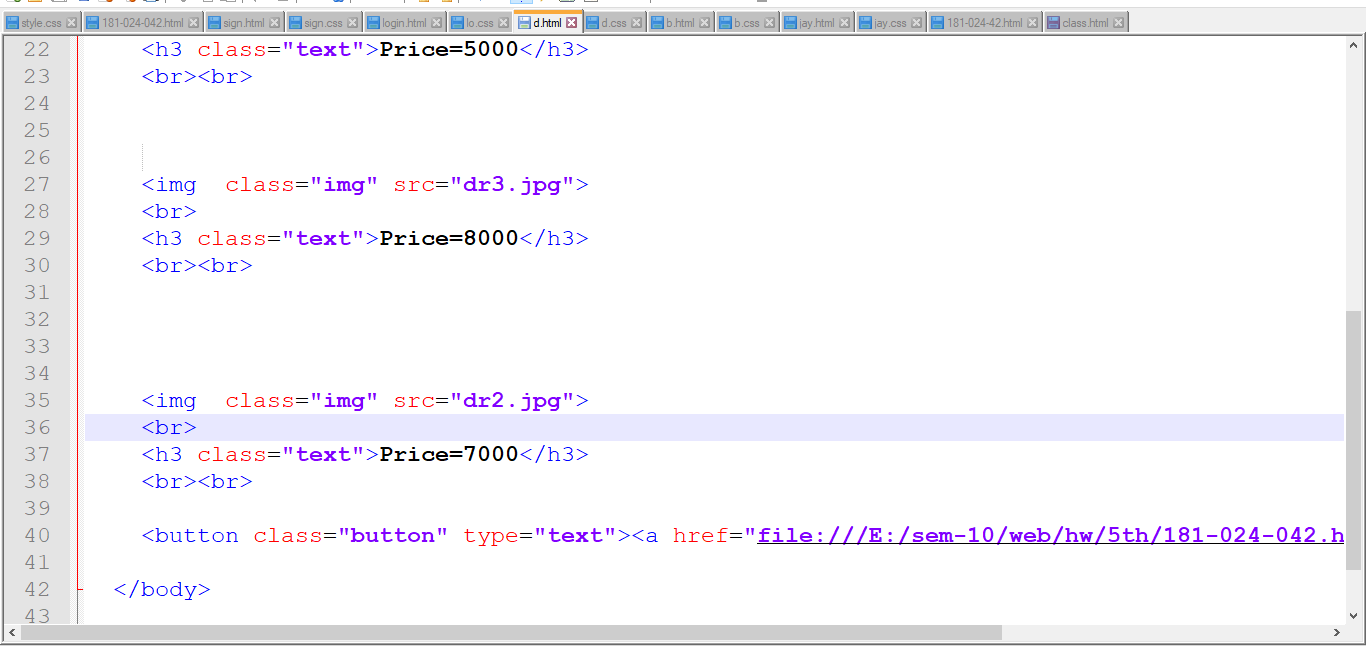 style.css 181-024-042.html sign.html sign.css login.html lo.css d.html d.css b.html b.css jay.html jay.css 181-024-42.html class.html
22 <h3 class="text">Price=5000</h3>
23 <br><br>
24
25
26
27 <img  class="img" src="dr3.jpg">
28 <br>
29 <h3 class="text">Price=8000</h3>
30 <br><br>
31
32
33
34
35 <img  class="img" src="dr2.jpg">
36 <br>
37 <h3 class="text">Price=7000</h3>
38 <br><br>
39
40 <button class="button" type="text"><a href="file:///E:/sem-10/web/hw/5th/181-024-042.h
41
42 </body>
43